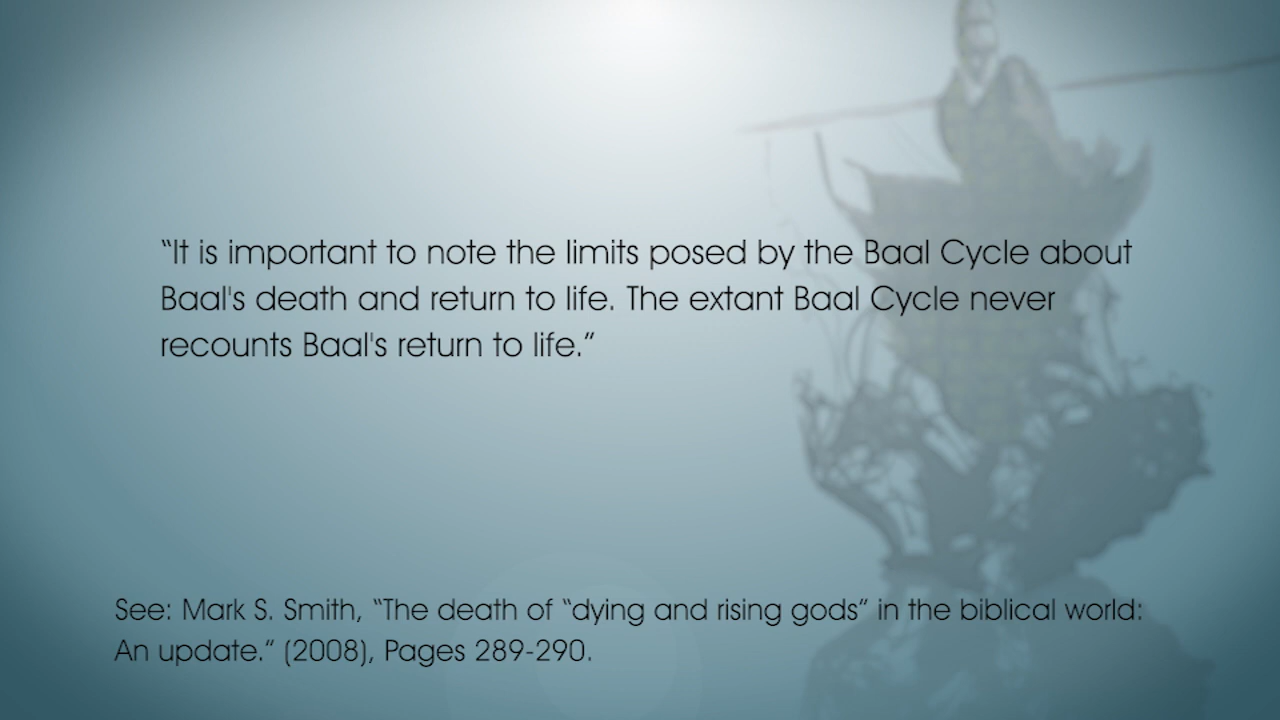 “It is important to note the limits posed by the Baal Cycle about
Baal's death and return to life. The extant Baal Cycle never
recounts Baal's return to life.”
See: Mark S. Smith, “The death of “dying and rising gods” in the biblical world:
An update.” (2008), Pages 289-290.